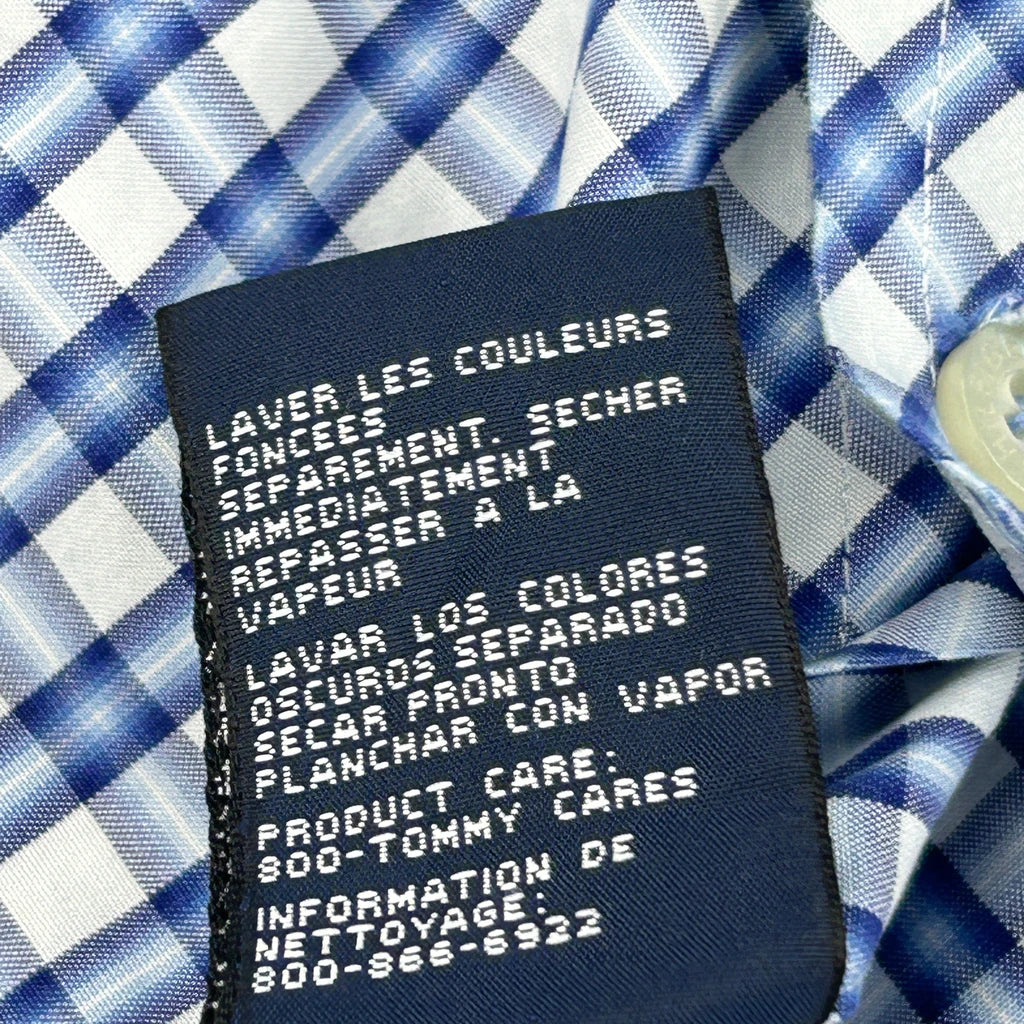 LAVER LES COULEURS
FONCEES
SEPAREMENT. SECHER
IMMEDIATEMENT
REPASSER A LA
VAPEUR
LAVAR LOS COLORES
OSCUROS SEPARADO
SECAR PRONTO
PLANCHAR CON VAPOR
PRODUCT CARE:
800-TOMMY CARES
INFORMATION DE
NETTOYAGE:
800-866-6922